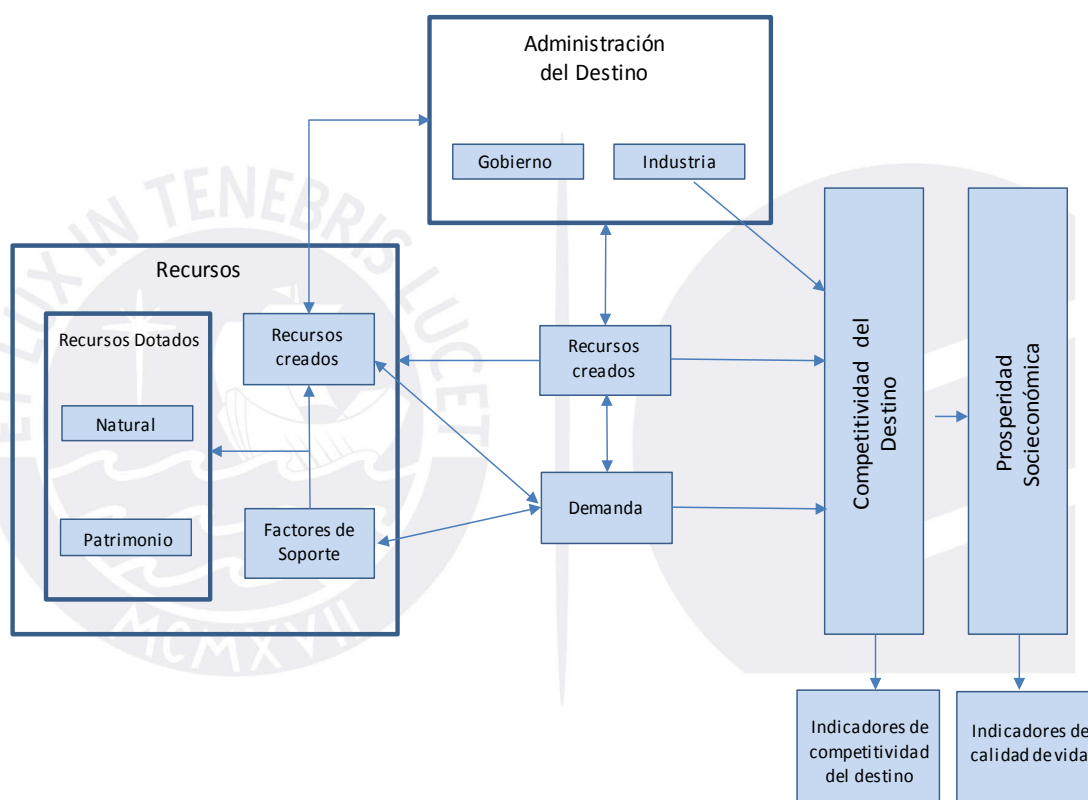 Administración
del Destino
Gobierno
Industria
Recursos
Recursos Dotados
Natural
Patrimonio
Recursos
creados
Factores de
Soporte
Recursos
creados
Demanda
Competitividad del
Destino
Prosperidad
Socieconómica
Indicadores de
competitividad
del destino
Indicadores de
calidad de vida
ET LUX IN TENEBRIS LUCET
MCMXVII